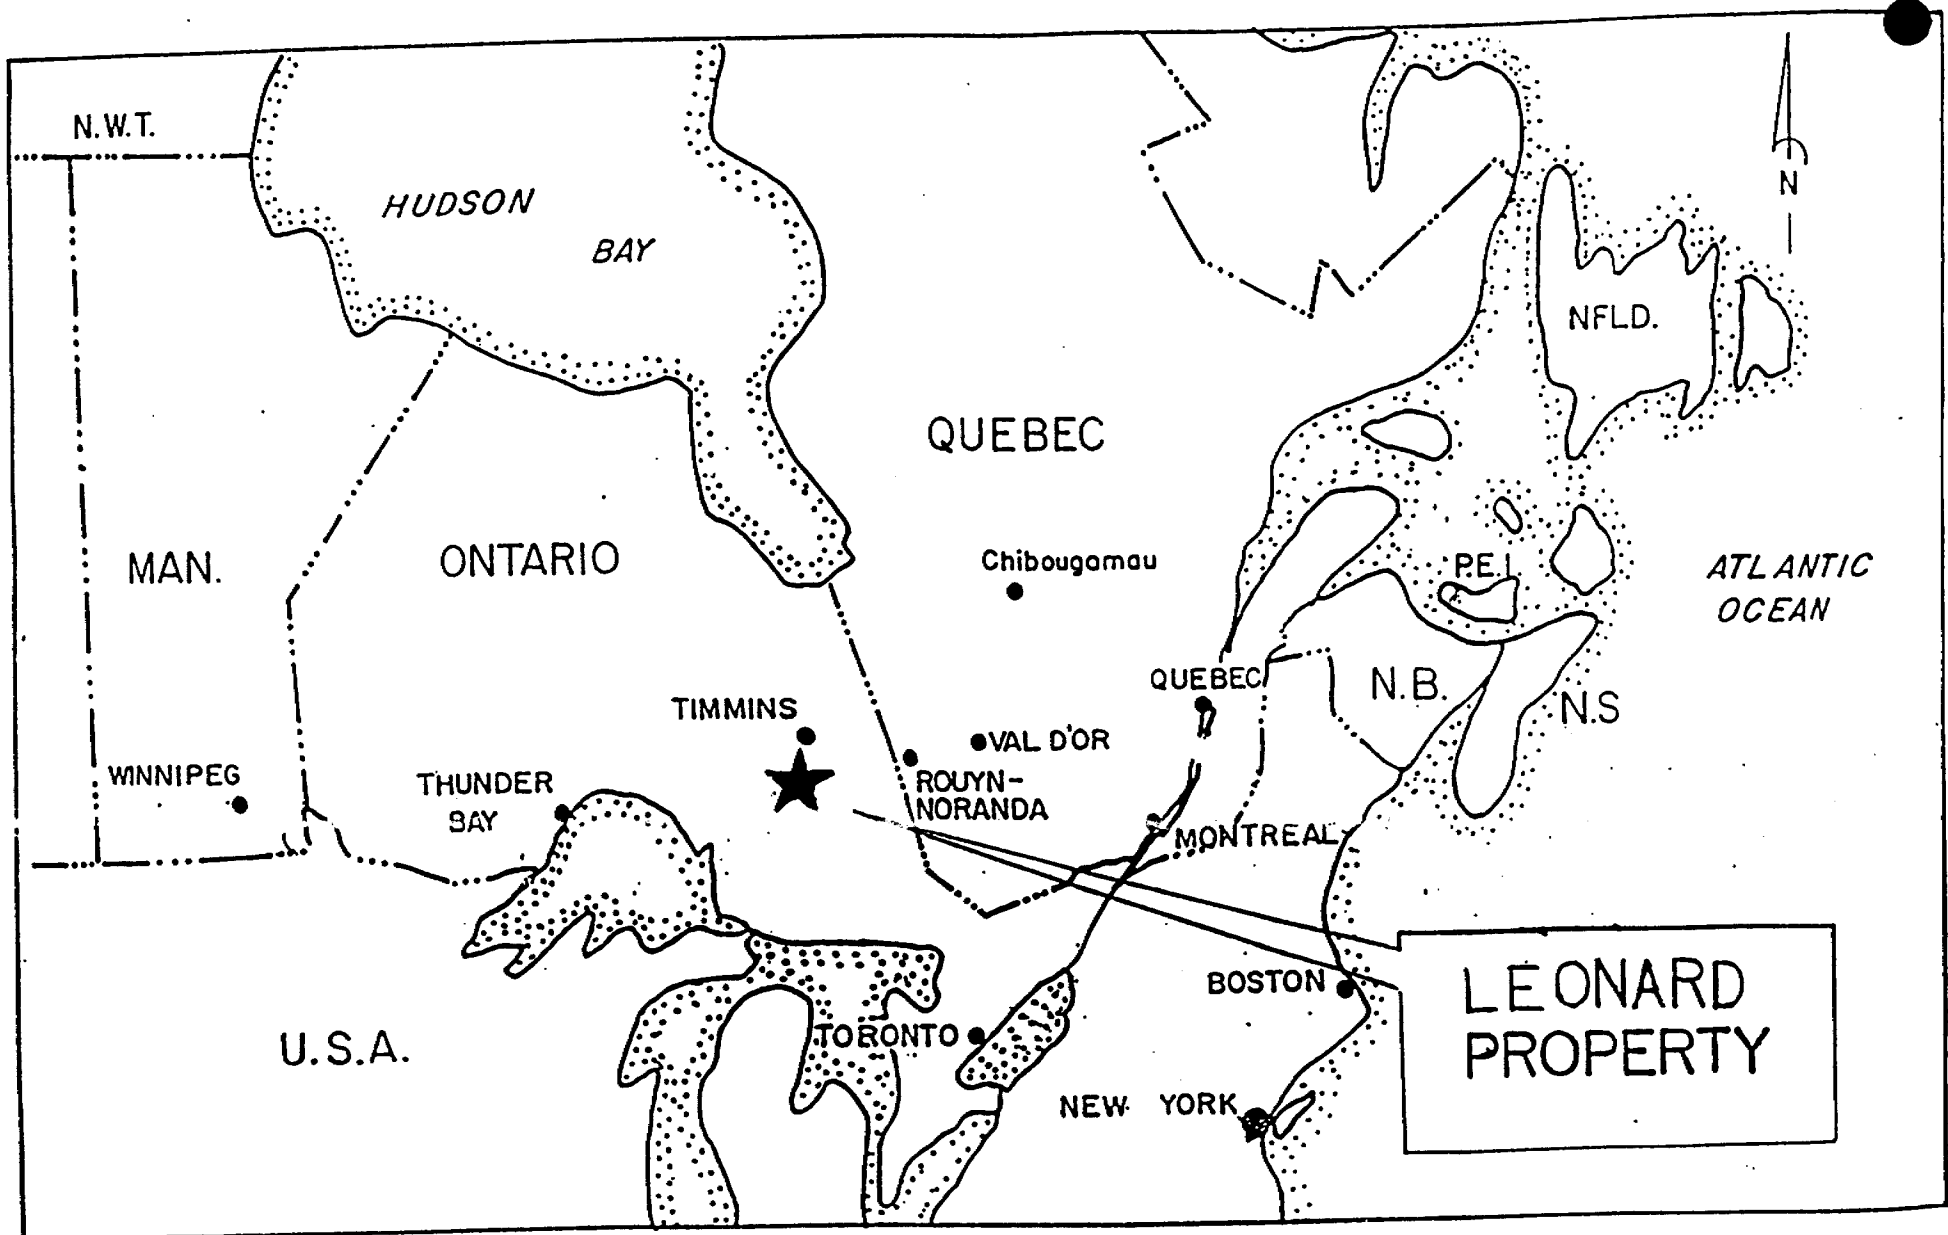 N.W.T.
HUDSON
BAY
N
NFLD.
QUEBEC
MAN.
ONTARIO
Chibougamau
P.E.I.
ATLANTIC
OCEAN
QUEBEC
N.B.
N.S
TIMMINS
VAL D'OR
WINNIPEG
THUNDER
BAY
ROUYN-
NORANDA
MONTREAL
BOSTON
LEONARD
PROPERTY
TORONTO
U.S.A.
NEW YORK